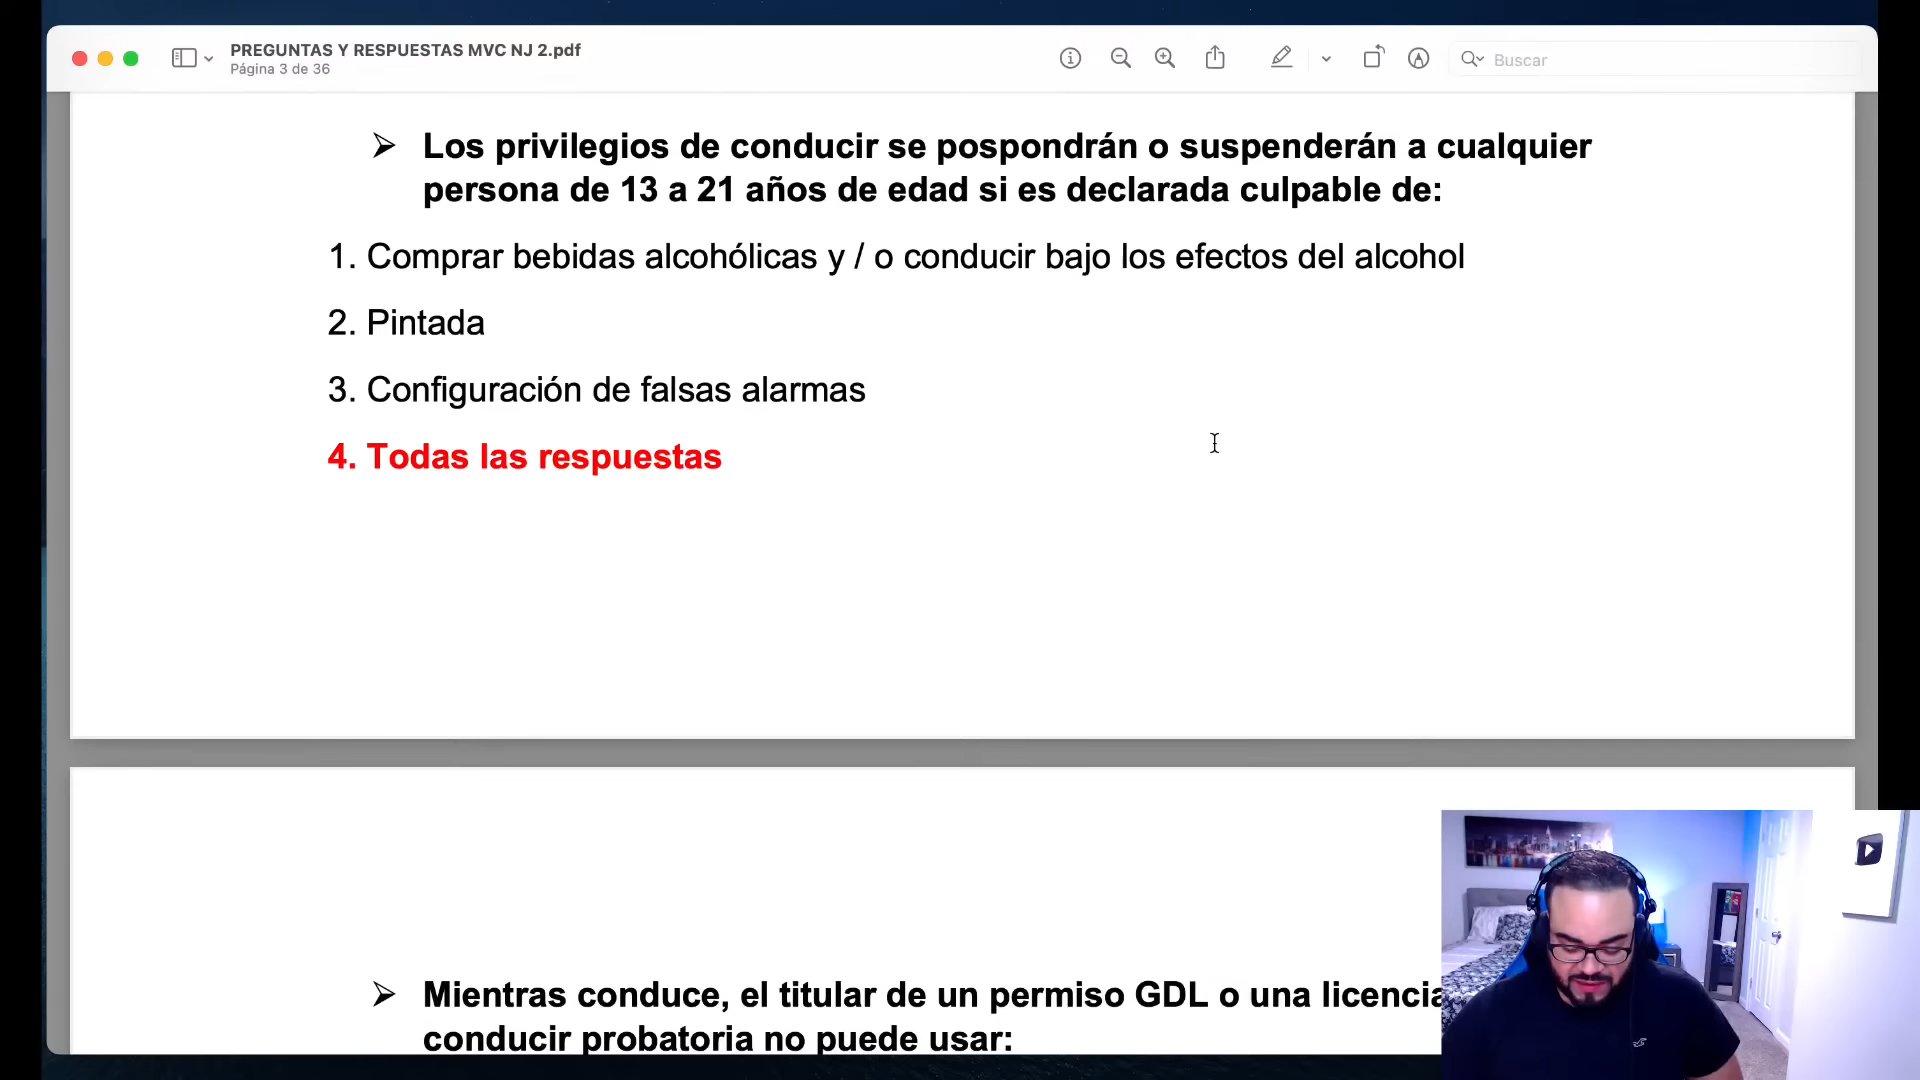 PREGUNTAS Y RESPUESTAS MVC NJ 2.pdf
Página 3 de 36
Buscar
➢ Los privilegios de conducir se pospondrán o suspenderán a cualquier
persona de 13 a 21 años de edad si es declarada culpable de:
1. Comprar bebidas alcohólicas y / o conducir bajo los efectos del alcohol
2. Pintada
3. Configuración de falsas alarmas
4. Todas las respuestas
➢ Mientras conduce, el titular de un permiso GDL o una licencia
conducir probatoria no puede usar: